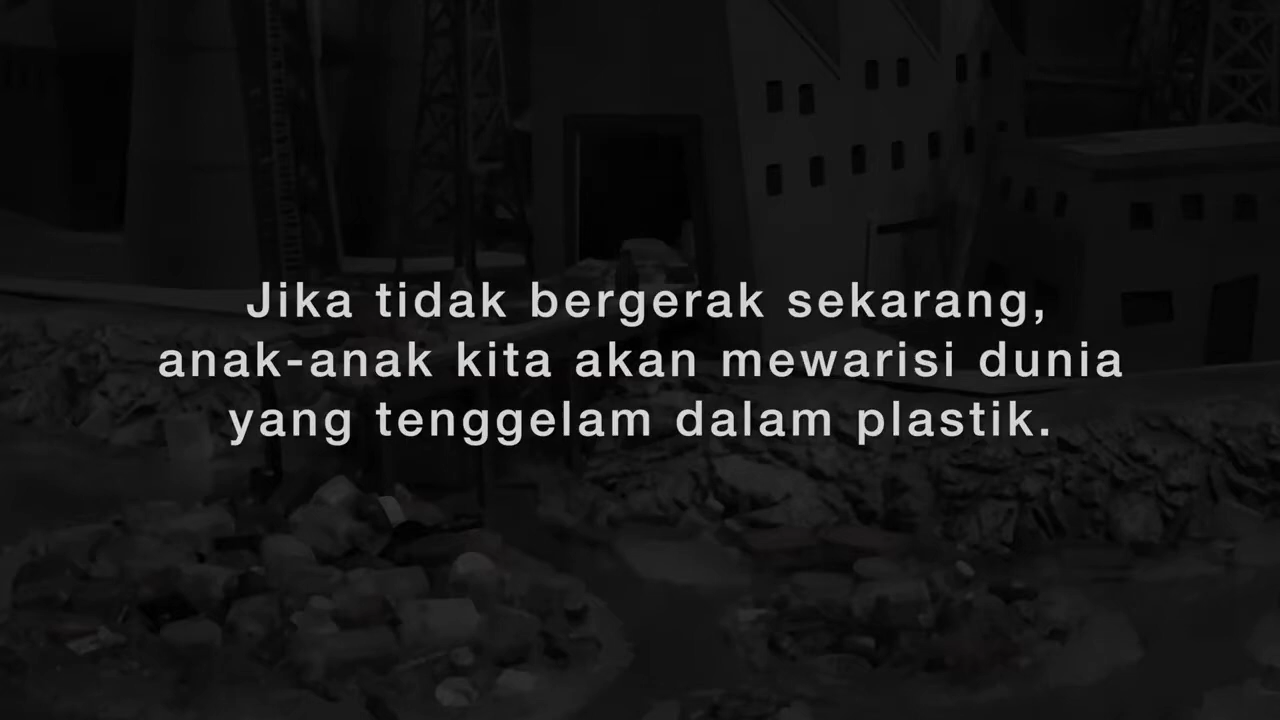 Jika tidak bergerak sekarang,
anak-anak kita akan mewarisi dunia
yang tenggelam dalam plastik.